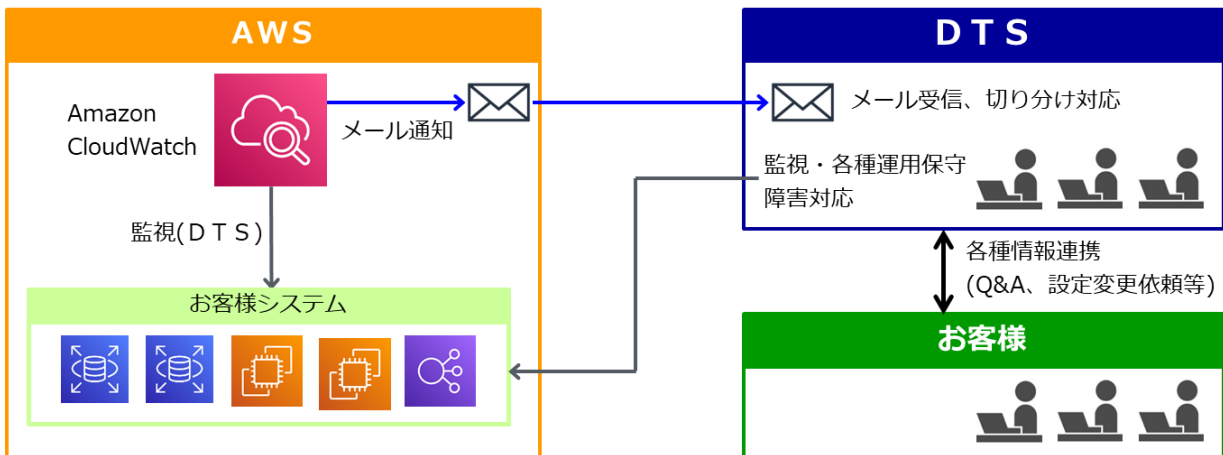 AWS
Amazon
CloudWatch
メール通知
監視(ＤＴＳ)
お客様システム
ＤＴＳ
メール受信、切り分け対応
監視・各種運用保守
障害対応
各種情報連携
(Q&A、設定変更依頼等)
お客様